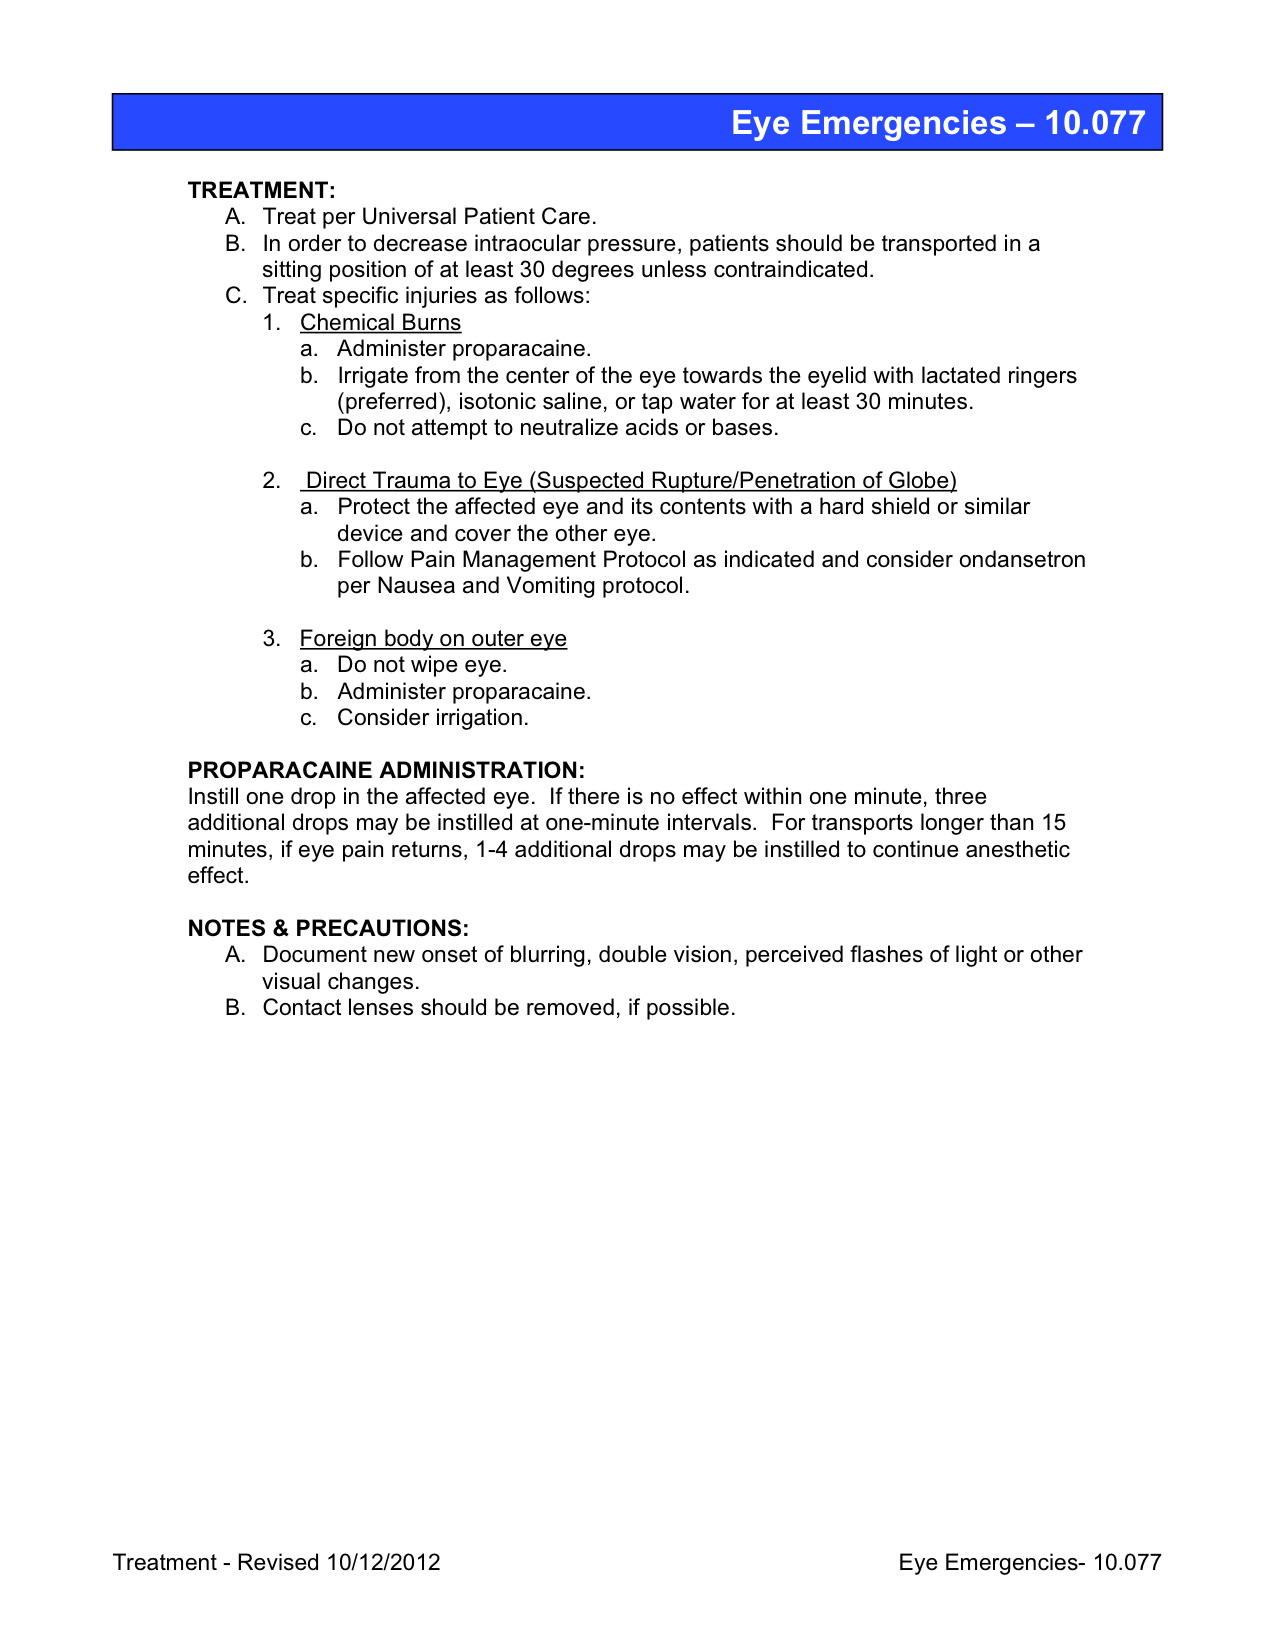 Eye Emergencies – 10.077
TREATMENT:
A. Treat per Universal Patient Care.
B. In order to decrease intraocular pressure, patients should be transported in a
sitting position of at least 30 degrees unless contraindicated.
C. Treat specific injuries as follows:
1. Chemical Burns
a. Administer proparacaine.
b. Irrigate from the center of the eye towards the eyelid with lactated ringers
(preferred), isotonic saline, or tap water for at least 30 minutes.
c. Do not attempt to neutralize acids or bases.
2. Direct Trauma to Eye (Suspected Rupture/Penetration of Globe)
a. Protect the affected eye and its contents with a hard shield or similar
device and cover the other eye.
b. Follow Pain Management Protocol as indicated and consider ondansetron
per Nausea and Vomiting protocol.
3. Foreign body on outer eye
a. Do not wipe eye.
b. Administer proparacaine.
c. Consider irrigation.
PROPARACAINE ADMINISTRATION:
Instill one drop in the affected eye. If there is no effect within one minute, three
additional drops may be instilled at one-minute intervals. For transports longer than 15
minutes, if eye pain returns, 1-4 additional drops may be instilled to continue anesthetic
effect.
NOTES & PRECAUTIONS:
A. Document new onset of blurring, double vision, perceived flashes of light or other
visual changes.
B. Contact lenses should be removed, if possible.
Treatment - Revised 10/12/2012 Eye Emergencies- 10.077